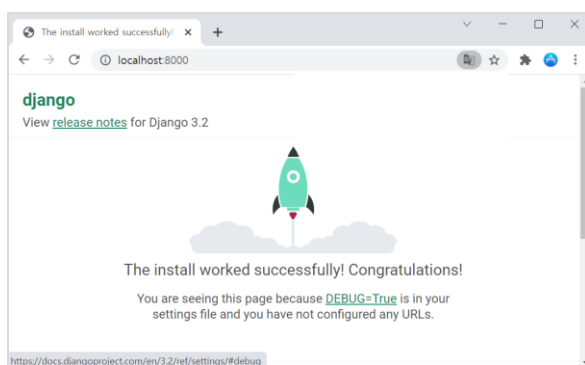 The install worked successfully!
localhost:8000
django
View release notes for Django 3.2
The install worked successfully! Congratulations!
You are seeing this page because DEBUG=True is in your
settings file and you have not configured any URLs.
https://docs.djangoproject.com/en/3.2/ref/settings/#debug